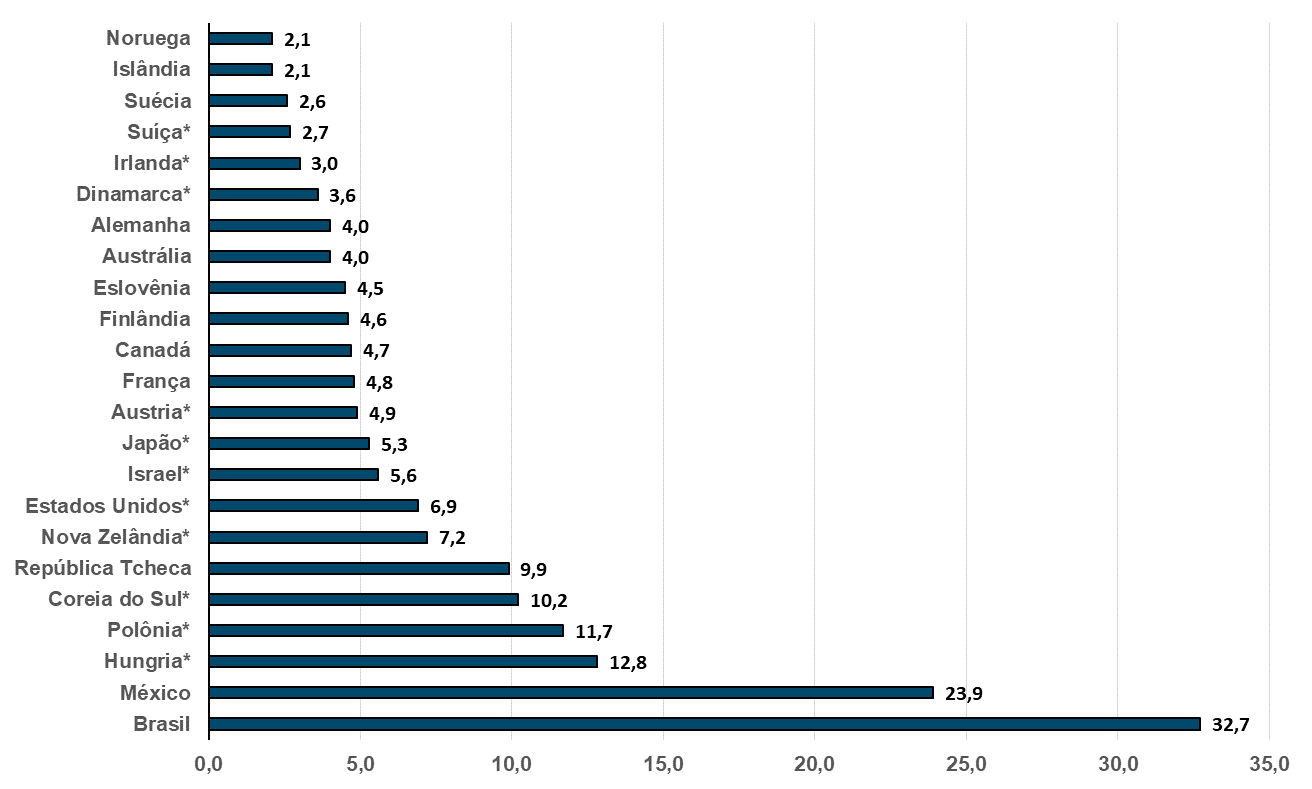 Noruega 2,1
Islândia 2,1
Suécia 2,6
Suíça* 2,7
Irlanda* 3,0
Dinamarca* 3,6
Alemanha 4,0
Austrália 4,0
Eslovênia 4,5
Finlândia 4,6
Canadá 4,7
França 4,8
Austria* 4,9
Japão* 5,3
Israel* 5,6
Estados Unidos* 6,9
Nova Zelândia* 7,2
República Tcheca 9,9
Coreia do Sul* 10,2
Polônia* 11,7
Hungria* 12,8
México 23,9
Brasil 32,7
0,0 5,0 10,0 15,0 20,0 25,0 30,0 35,0